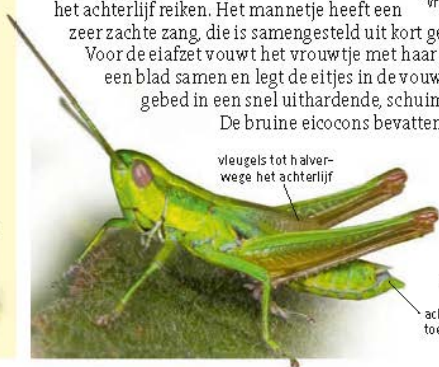 het achterlijf reiken. Het mannetje heeft een
zeer zachte zang, die is samengesteld uit kort
Voor de eiafzet vouwt het vrouwtje met haar
een blad samen en legt de eitjes in de vouw
gebed in een snel uithardende,
De bruine eicocons bevatten
vleugels tot halver-
wege het achterlijf